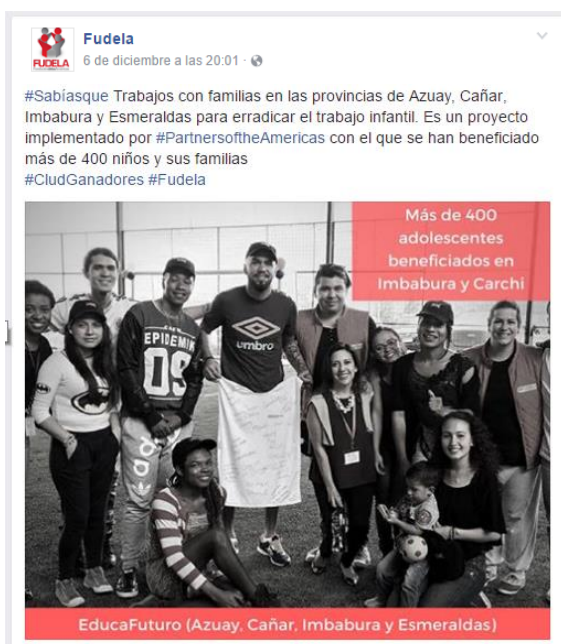 FUDELA
Fudela
6 de diciembre a las 20:01 ·
#Sabíasque Trabajos con familias en las provincias de Azuay, Cañar,
Imbabura y Esmeraldas para erradicar el trabajo infantil. Es un proyecto
implementado por #PartnersoftheAmericas con el que se han beneficiado
más de 400 niños y sus familias
#CludGanadores #Fudela
Más de 400
adolescentes
beneficiados en
Imbabura y Carchi
EPIDEMIK
09
umbro
adidas
EducaFuturo (Azuay, Cañar, Imbabura y Esmeraldas)